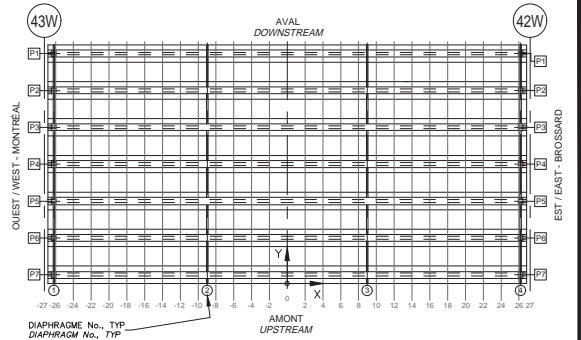 43W
42W
AVAL
DOWNSTREAM
P1
P2
P3
P4
P5
P6
P7
OUEST / WEST - MONTRÉAL
P1
P2
P3
P4
P5
P6
P7
EST / EAST - BROSSARD
Y
X
1
2
3
4
-27 -26 -24 -22 -20 -18 -16 -14 -12 -10 -8 -6 -4 -2 0 2 4 6 8 10 12 14 16 18 20 22 24 26 27
DIAPHRAGME No., TYP
DIAPHRAGM No., TYP
AMONT
UPSTREAM